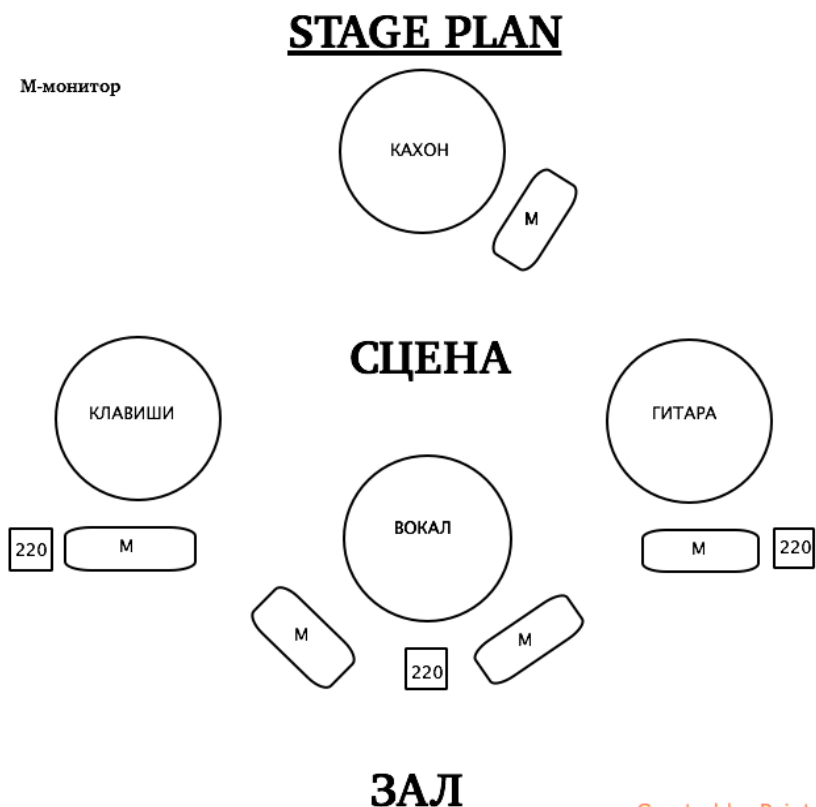 STAGE PLAN
М-монитор
КАХОН
М
СЦЕНА
КЛАВИШИ
ГИТАРА
ВОКАЛ
220
М
М
220
М
М
220
ЗАЛ